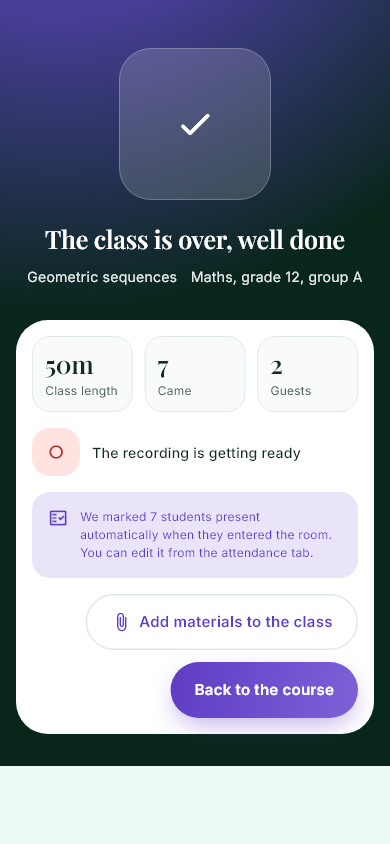 The class is over, well done
Geometric sequences Maths, grade 12, group A
50m
Class length
7
Came
2
Guests
The recording is getting ready
We marked 7 students present
automatically when they entered the room.
You can edit it from the attendance tab.
Add materials to the class
Back to the course